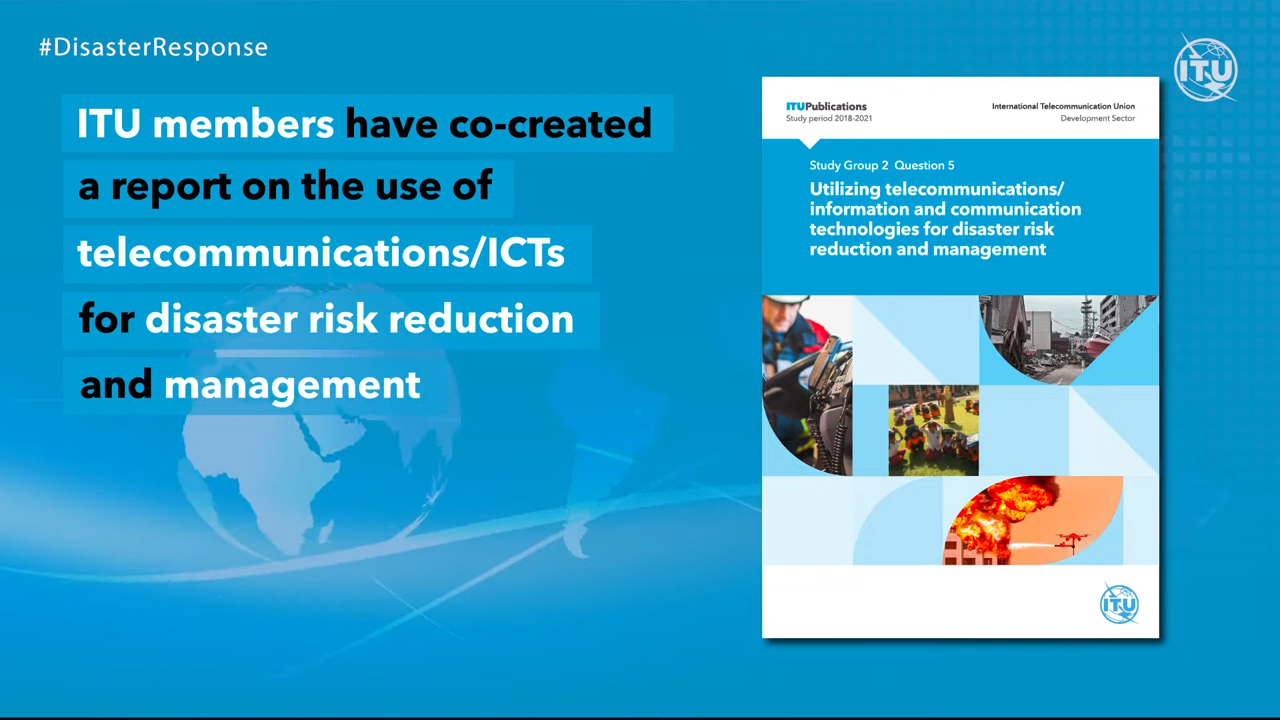 #DisasterResponse
ITU
ITU members have co-created
a report on the use of
telecommunications/ICTs
for disaster risk reduction
and management
ITUPublications
Study period 2018-2021
International Telecommunication Union
Development Sector
Study Group 2 Question 5
Utilizing telecommunications/
information and communication
technologies for disaster risk
reduction and management
ITU